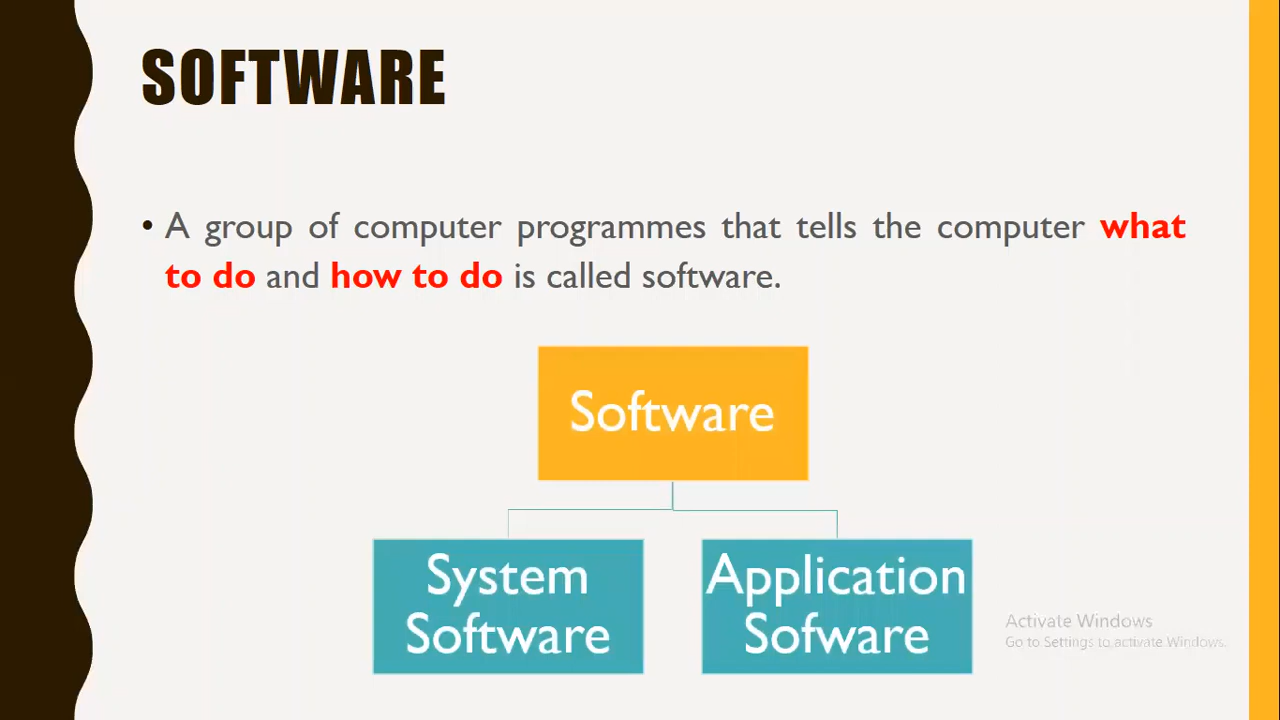 SOFTWARE
• A group of computer programmes that tells the computer what
to do and how to do is called software.
Software
System
Software
Application
Sofware
Activate Windows
Go to Settings to activate Windows.